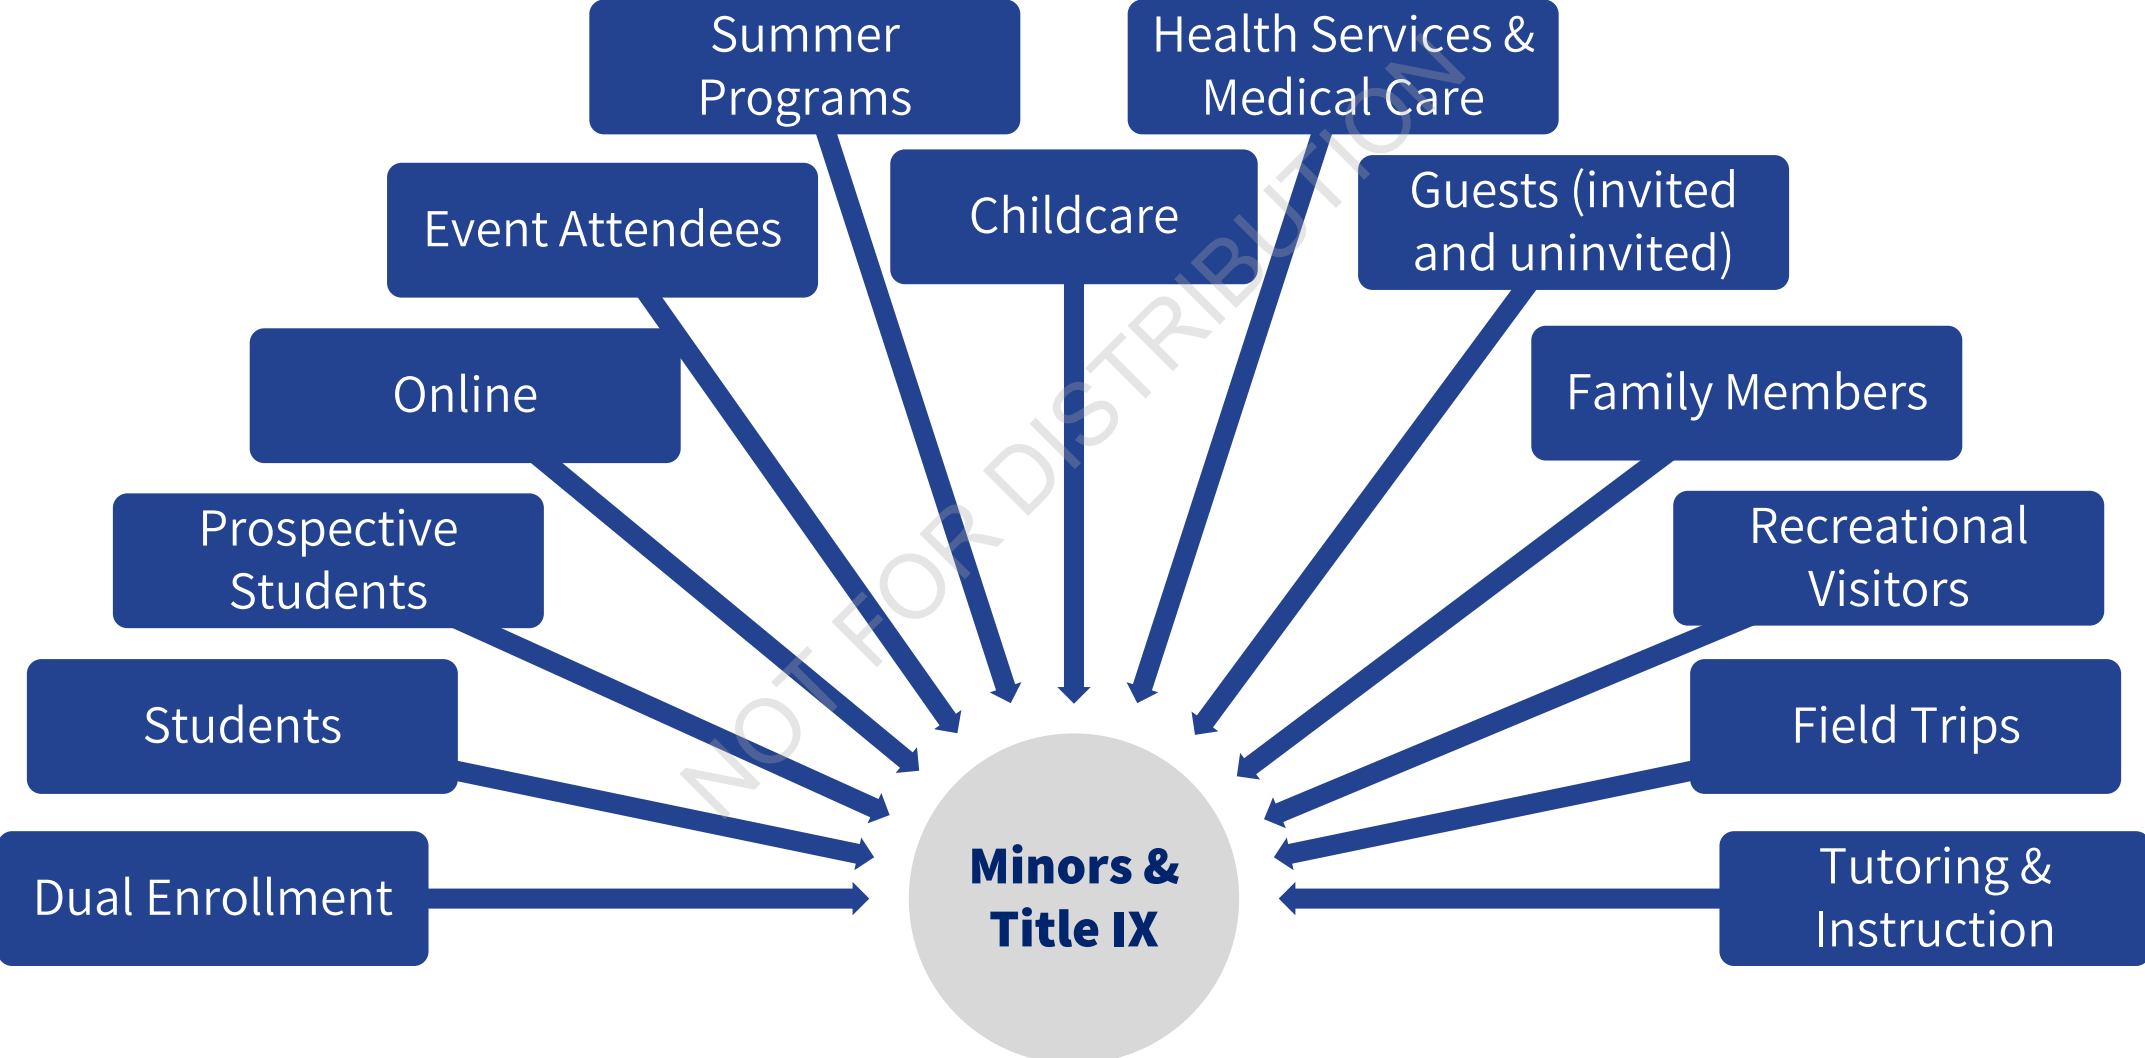 Summer
Programs
Health Services &
Medical Care
Event Attendees
Childcare
Guests (invited
and uninvited)
Online
Family Members
Prospective
Students
Recreational
Visitors
Students
Field Trips
Dual Enrollment
Tutoring &
Instruction
Minors &
Title IX
NOT FOR DISTRIBUTION